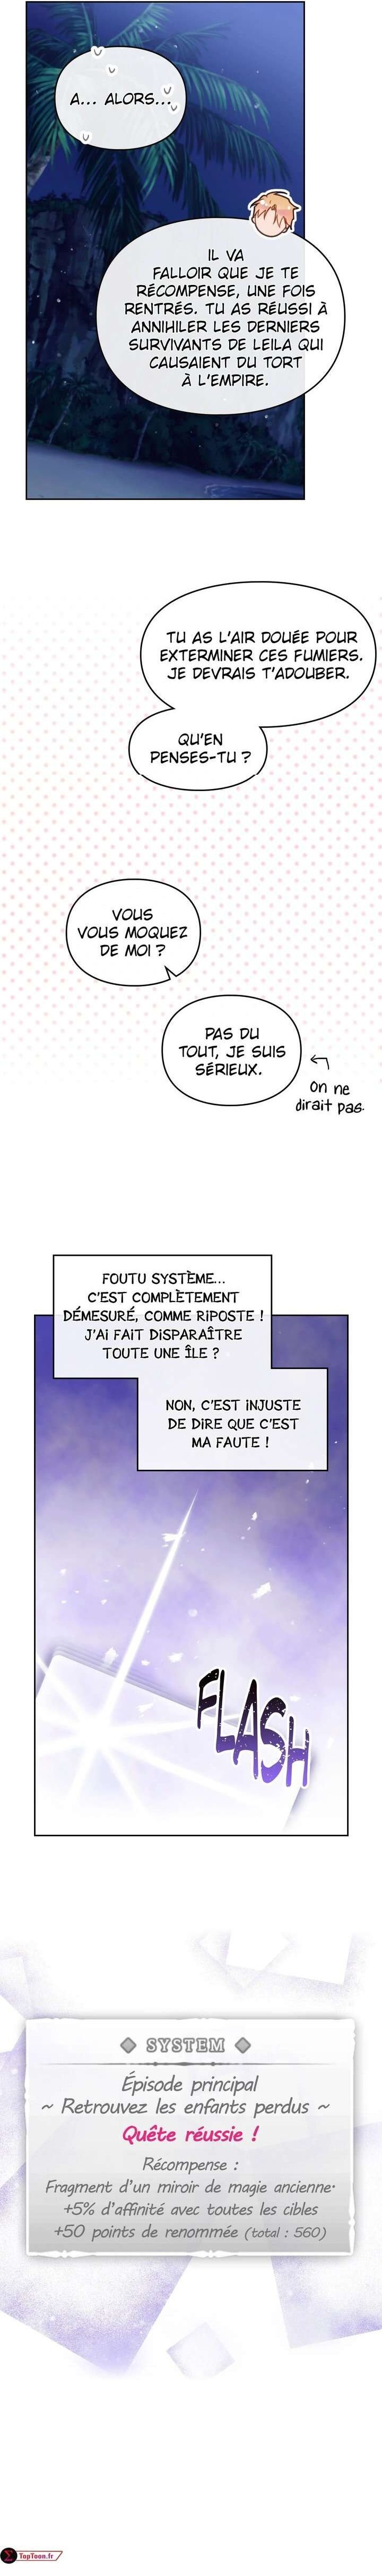 A... ALORS...
IL VA
FALLOIR QUE JE TE
RÉCOMPENSE, UNE FOIS
RENTRÉS. TU AS RÉUSSI À
ANNIHILER LES DERNIERS
SURVIVANTS DE LEILA QUI
CAUSAIENT DU TORT
À L'EMPIRE.
TU AS L'AIR DOUÉE POUR
EXTERMINER CES FUMIERS.
JE DEVRAIS T'ADOUBER.
QU'EN
PENSES-TU ?
VOUS
VOUS MOQUEZ
DE MOI ?
PAS DU
TOUT, JE SUIS
SÉRIEUX.
On ne
dirait pas.
FOUTU SYSTÈME...
C'EST COMPLÈTEMENT
DÉMESURÉ, COMME RIPOSTE !
J'AI FAIT DISPARAÎTRE
TOUTE UNE ÎLE ?
NON, C'EST INJUSTE
DE DIRE QUE C'EST
MA FAUTE !
FLASH
SYSTEM
Épisode principal
~ Retrouvez les enfants perdus ~
Quête réussie !
Récompense :
Fragment d'un miroir de magie ancienne·
+5% d'affinité avec toutes les cibles
+50 points de renommée (total : 560)
TopToon.fr